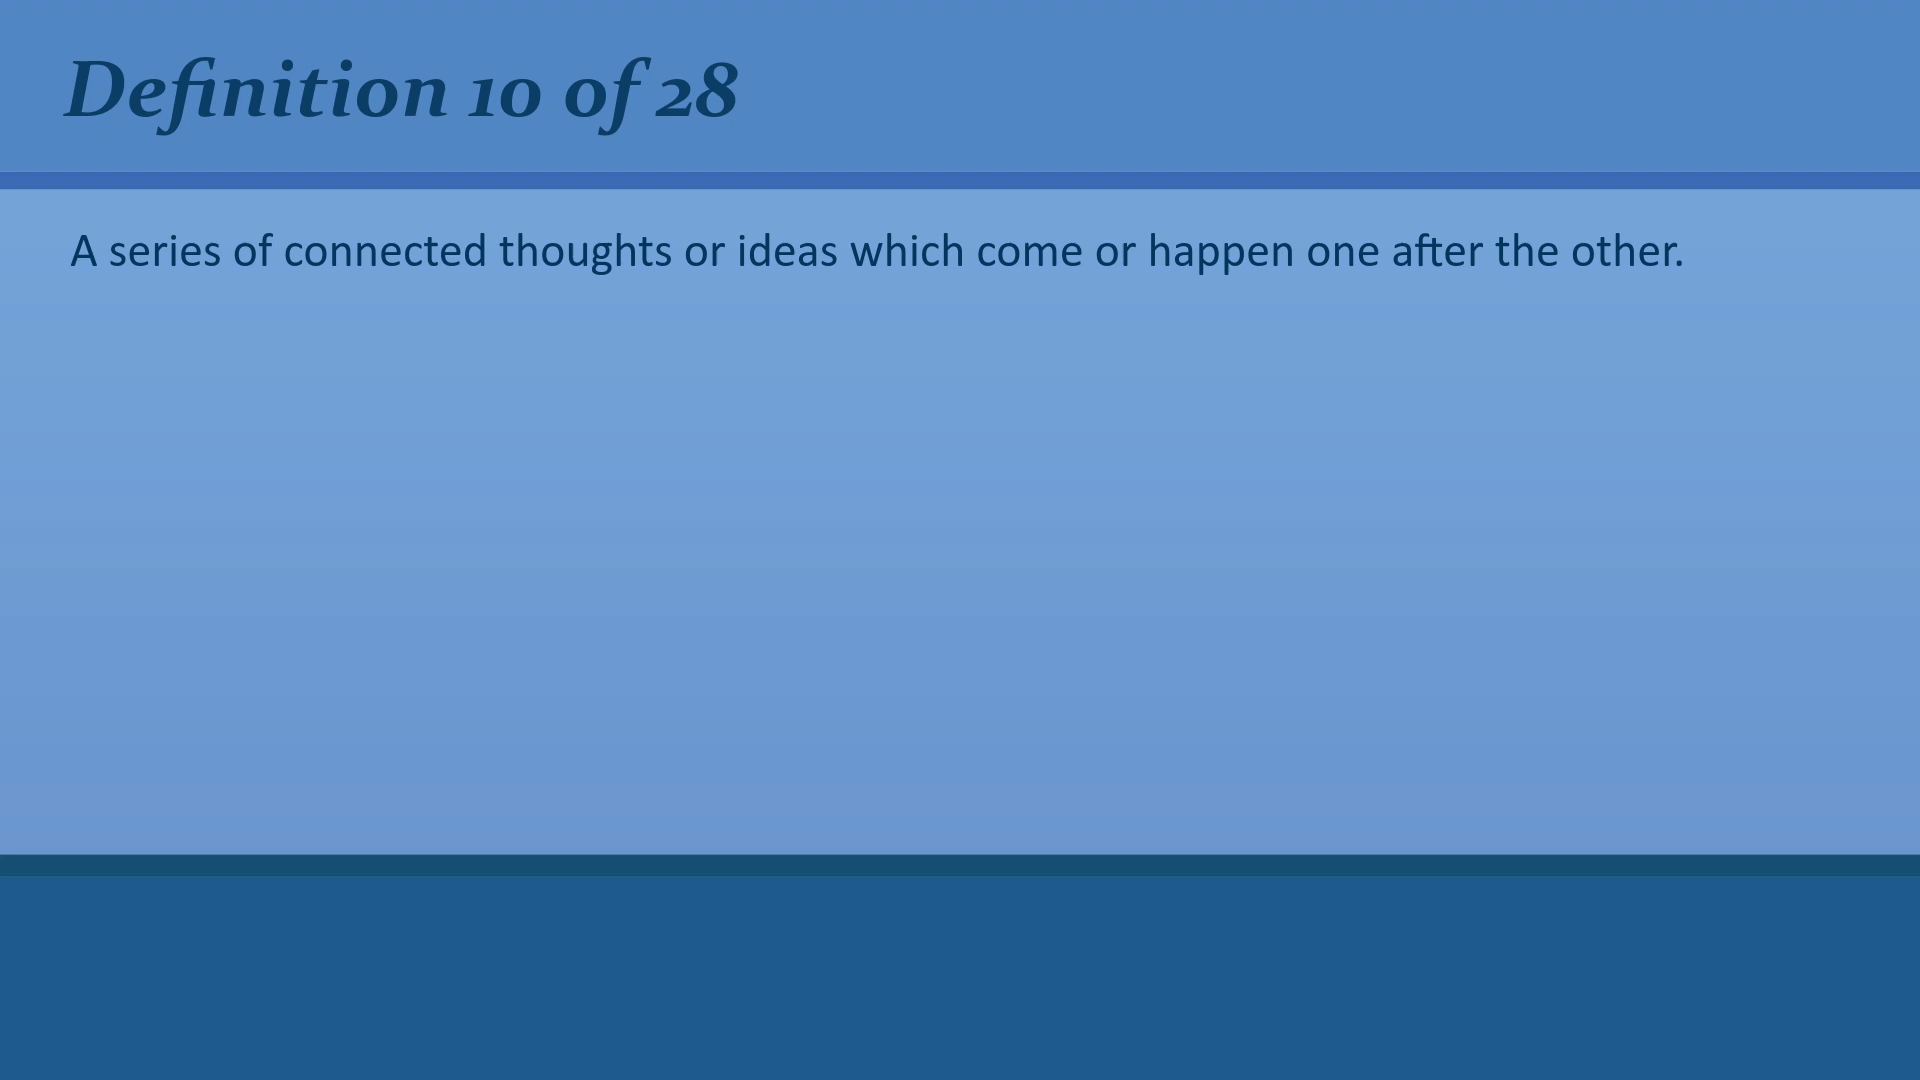 Definition 10 of 28
A series of connected thoughts or ideas which come or happen one after the other.